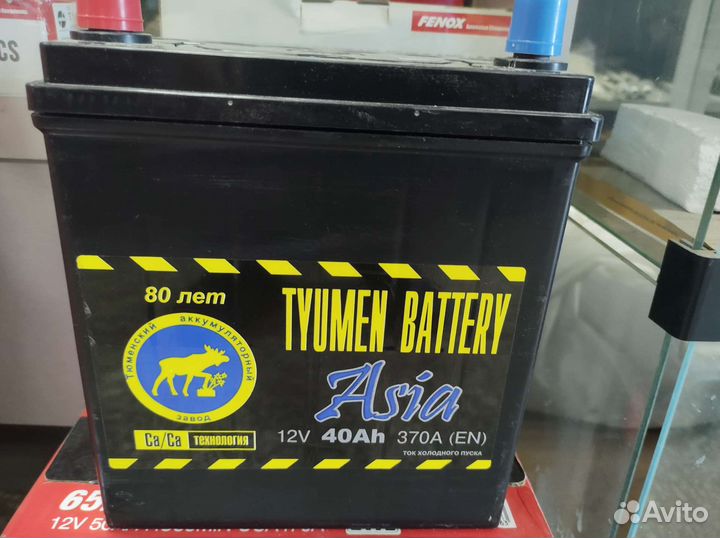 FENOX
CS
80 лет
TYUMEN BATTERY
Тюменский аккумуляторный завод
Asia
Ca/Ca технология
12V 40Ah 370A (EN)
ток холодного пуска
65
12V
Avito